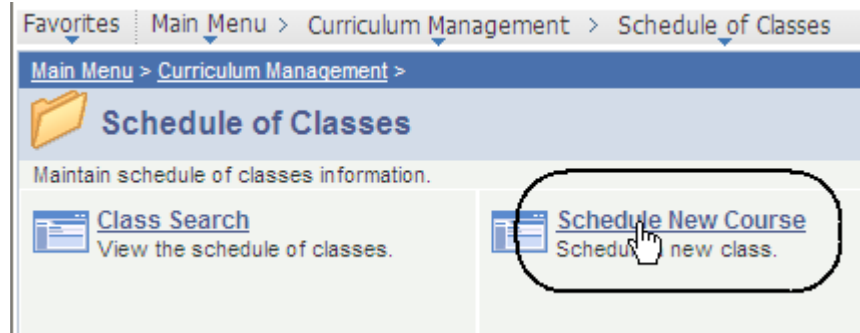 Favorites Main Menu > Curriculum Management > Schedule of Classes
Main Menu > Curriculum Management >
Schedule of Classes
Maintain schedule of classes information.
Class Search
View the schedule of classes.
Schedule New Course
Schedule new class.